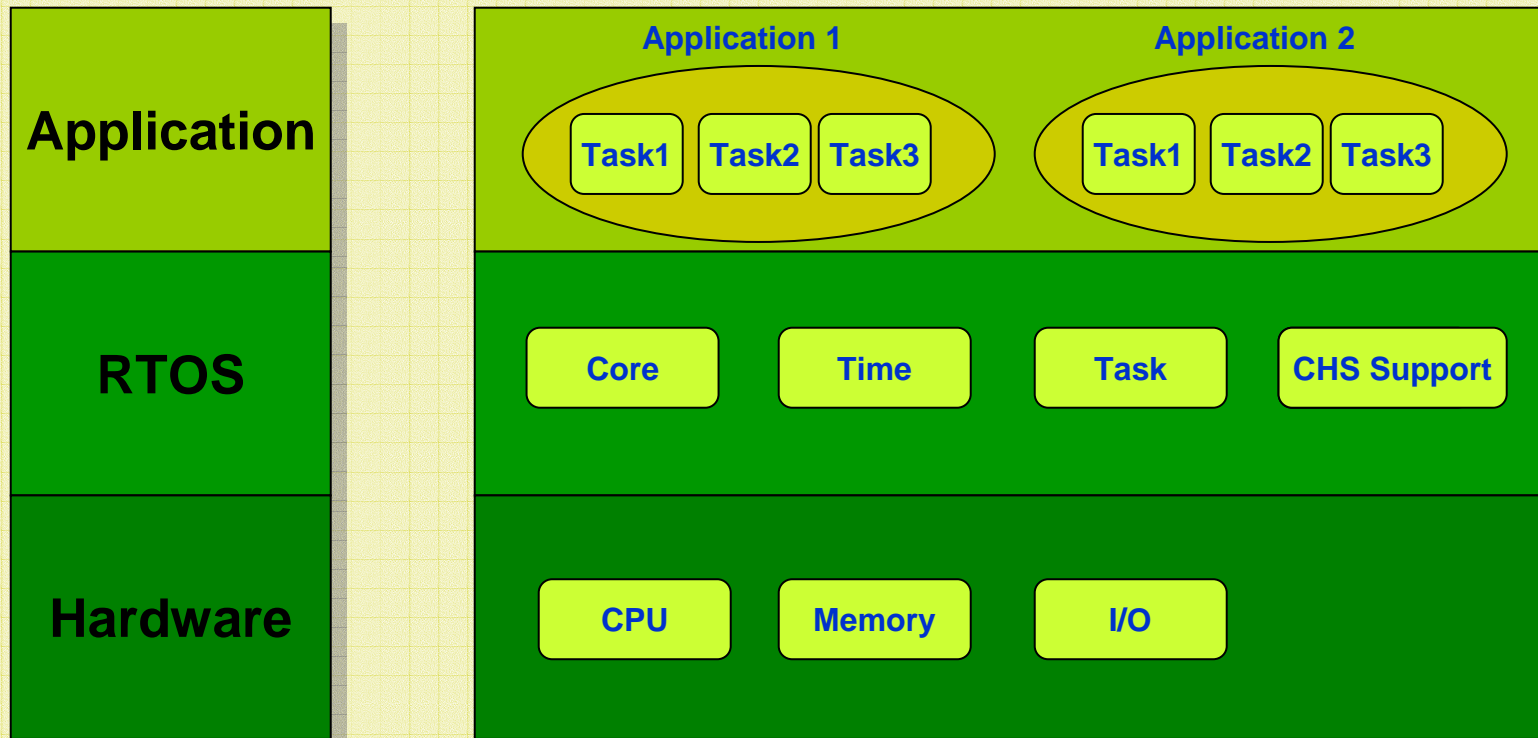 Application
Application 1
Application 2
Task1 Task2 Task3
Task1 Task2 Task3
RTOS
Core
Time
Task
CHS Support
Hardware
CPU
Memory
I/O